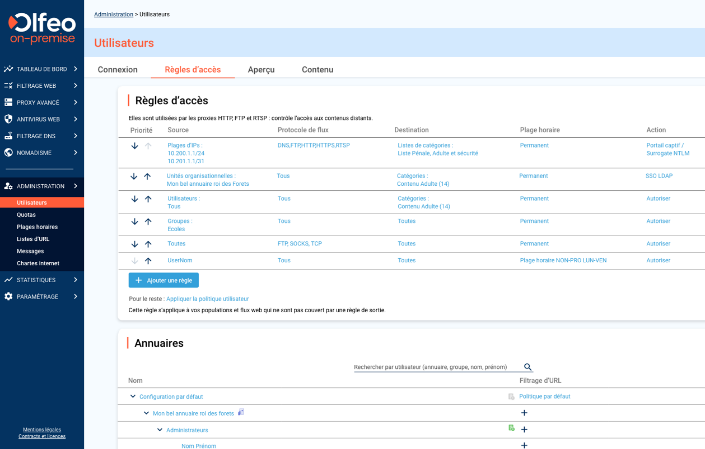 Olfeo
on-premise
TABLEAU DE BORD
FILTRAGE WEB
PROXY AVANCÉ
ANTIVIRUS WEB
FILTRAGE DNS
NOMADISME
ADMINISTRATION
Utilisateurs
Quotas
Plages horaires
Listes d'URL
Messages
Chartes Internet
STATISTIQUES
PARAMÉTRAGE
Mentions légales
Contracts et licences
Administration > Utilisateurs
Utilisateurs
Connexion Règles d'accès Aperçu Contenu
Règles d'accès
Elles sont utilisées par les proxies HTTP, FTP et RTSP : contrôle l'accès aux contenus distants.
Priorité Source Protocole de flux Destination Plage horaire Action
Plages d'IPs : DNS,FTP,HTTP,HTTPS,RTSP Listes de catégories : Permanent Portail captif /
10 200.1.1/24 Liste Pénale, Adulte et sécurité Surrogate NTLM
10 201.1.1/31
Unités organisationnelles : Tous Catégories : Permanent SSO LDAP
Mon bel annuaire roi des Forets Contenu Adulte (14)
Utilisateurs : Tous Catégories : Permanent Autoriser
Tous Contenu Adulte (14)
Groupes : Tous Toutes Permanent Autoriser
Ecoles
Toutes FTP, SOCKS, TCP Toutes Permanent Autoriser
UserNom Tous Toutes Plage horaire NON-PRO LUN-VEN Autoriser
Ajouter une règle
Pour le reste : Appliquer la politique utilisateur
Cette règle s'applique à vos populations et flux web qui ne sont pas couvert par une règle de sortie.
Annuaires
Rechercher par utilisateur (annuaire, groupe, nom, prénom)
Nom Filtrage d'URL
Configuration par défaut Politique par défaut
Mon bel annuaire roi des forets
Administrateurs
Nom Prénom